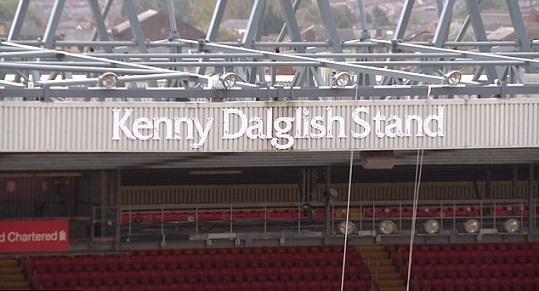 Kenny Dalglish Stand
d Chartered